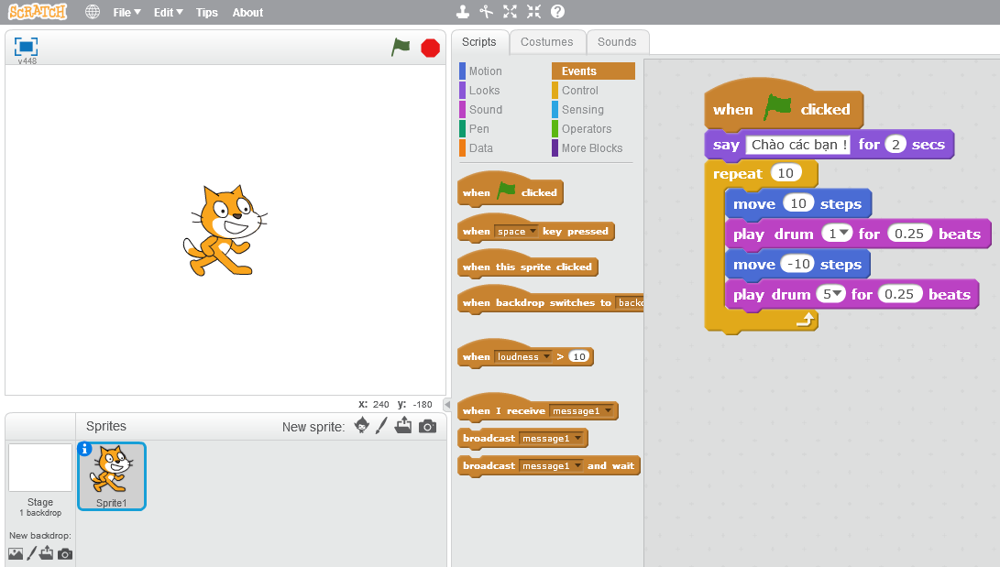 SCRATCH File Edit Tips About
v448
Scripts Costumes Sounds
Motion Events
Looks Control
Sound Sensing
Pen Operators
Data More Blocks
when clicked
when space key pressed
when this sprite clicked
when backdrop switches to backd
when loudness > 10
when I receive message1
broadcast message1
broadcast message1 and wait
when clicked
say Chào các bạn ! for 2 secs
repeat 10
move 10 steps
play drum 1 for 0.25 beats
move -10 steps
play drum 5 for 0.25 beats
x: 240 y: -180
Sprites New sprite:
Sprite1
Stage
1 backdrop
New backdrop: